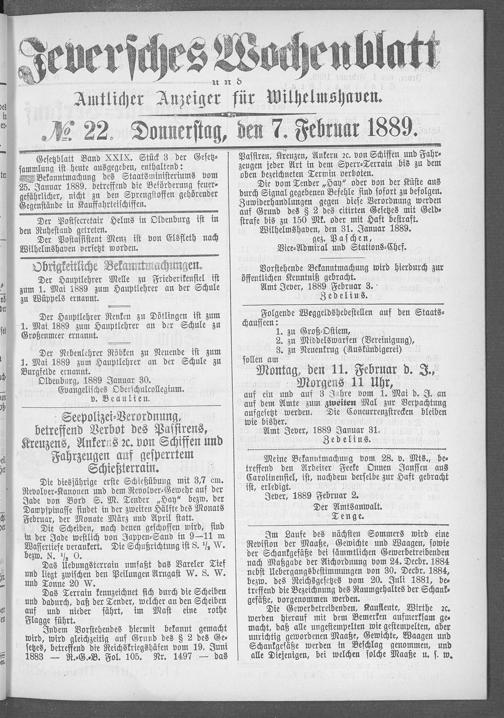 Jeversches Wochenblatt
und
Amtlicher Anzeiger für Wilhelmshaven.
№ 22. Donnerstag, den 7. Februar 1889.
Gesetzblatt Band XXIX. Stück 3 der Gesetz-
sammlung ist heute ausgegeben, enthaltend:
Bekanntmachung des Staatsministeriums vom
25. Januar 1889, betreffend die Beförderung feuer-
gefährlicher, nicht zu den Sprengstoffen gehörender
Gegenstände in Kauffarteischiffen.
Der Postsecretair Helms in Oldenburg ist in
den Ruhestand getreten.
Der Postassistent Menz ist von Elsfleth nach
Wilhelmshaven versetzt worden.
Obrigkeitliche Bekanntmachungen.
Der Hauptlehrer Melle zu Friederikensiel ist
zum 1. Mai 1889 zum Hauptlehrer an der Schule
zu Wüppels ernannt.
Der Hauptlehrer Renken zu Dötlingen ist zum
1. Mai 1889 zum Hauptlehrer an der Schule zu
Großenmeer ernannt.
Der Nebenlehrer Röbken zu Neuende ist zum
1. Mai 1889 zum Hauptlehrer an der Schule zu
Burgfelde ernannt.
Oldenburg, 1889 Januar 30.
Evangelisches Oberschulcollegium.
v. Beaulieu.
Seepolizei-Verordnung,
betreffend Verbot des Passirens,
Kreuzens, Ankerns ꝛc. von Schiffen und
Fahrzeugen auf gesperrtem
Schießterrain.
Die diesjährige erste Schießübung mit 3,7 cm.
Revolver-Kanonen und dem Revolver-Gewehr auf der
Jade von Bord S. M. Tender „Hay" bezw. der
Dampfpinasse findet in der zweiten Hälfte des Monats
Februar, der Monate März und April statt.
Die Scheiben, nach denen geschossen wird, sind
in der Jade westlich von Jappen-Sand in 9—11 m
Wassertiefe verankert. Die Schußrichtung ist S. ¹/₂ W.
bezw. N. ¹/₂ O.
Das Uebungsterrain umfaßt das Vareler Tief
und liegt zwischen den Peilungen Arngast W. S. W.
und Tonne 20 W.
Das Terrain kennzeichnet sich durch die Scheiben
und dadurch, daß der Tender, welcher an den Scheiben
auf und nieder fährt, eine im Mast eine rothe
Flagge führt.
Indem Vorstehendes hiermit bekannt gemacht
wird, wird gleichzeitig auf Grund des § 2 des Ge-
setzes, betreffend die Reichskriegshäfen vom 19. Juni
1883 — R.-G.-B. Fol. 105. Nr. 1497 — das
Passiren, Kreuzen, Ankern ꝛc. von Schiffen und Fahr-
zeugen jeder Art in dem Sperr-Terrain bis zu dem
oben bezeichneten Termin verboten.
Die vom Tender „Hay" oder von der Küste aus
durch Signal gegebenen Befehle sind sofort zu befolgen.
Zuwiderhandlungen gegen diese Verordnung werden
auf Grund des § 2 des citirten Gesetzes mit Geld-
strafe bis zu 150 Mk. oder mit Haft bestraft.
Wilhelmshaven, den 31. Januar 1889.
gez. Paschen,
Vice-Admiral und Stations-Chef.
Vorstehende Bekanntmachung wird hierdurch zur
öffentlichen Kenntniß gebracht.
Amt Jever, 1889 Februar 3.
Zedelius.
Folgende Weggeldshebestellen auf den Staats-
chausseen:
1. zu Groß-Ostiem,
2. zu Middelswarfen (Vereinigung),
3. zu Neuenkrug (Auskündigerei)
sollen am
Montag, den 11. Februar d. J.,
Morgens 11 Uhr,
auf ein und auf 3 Jahre vom 1. Mai d. J. an
auf dem Amte zum zweiten Mal zur Verpachtung
aufgesetzt werden. Die Concurrenzstrecken bleiben
wie bisher.
Amt Jever, 1889 Januar 31.
Zedelius.
Meine Bekanntmachung vom 28. v. Mts., be-
treffend den Arbeiter Feeke Onnen Janssen aus
Carolinensiel, ist, nachdem derselbe zur Haft gebracht
ist, erledigt.
Jever, 1889 Februar 2.
Der Amtsanwalt.
Tenge.
Im Laufe des nächsten Sommers wird eine
Revision der Maaße, Gewichte und Waagen, sowie
der Schankgefäße bei sämmtlichen Gewerbetreibenden
nach Maßgabe der Aichordnung vom 24. Decbr. 1884
nebst Uebergangsbestimmungen vom 30. Decbr. 1884,
bezw. des Reichsgesetzes vom 20. Juli 1881, be-
treffend die Bezeichnung des Raumgehaltes der Schank-
gefäße, vorgenommen werden.
Die Gewerbetreibenden, Kaufleute, Wirthe ꝛc.
werden hierauf mit dem Bemerken aufmerksam ge-
macht, daß alle ungestempelten wie gestempelten, aber
unrichtig gewordenen Maaße, Gewichte, Waagen und
Schankgefäße werden in Beschlag genommen, und
alle Diejenigen, bei welchen solche Maaße u. s. w.